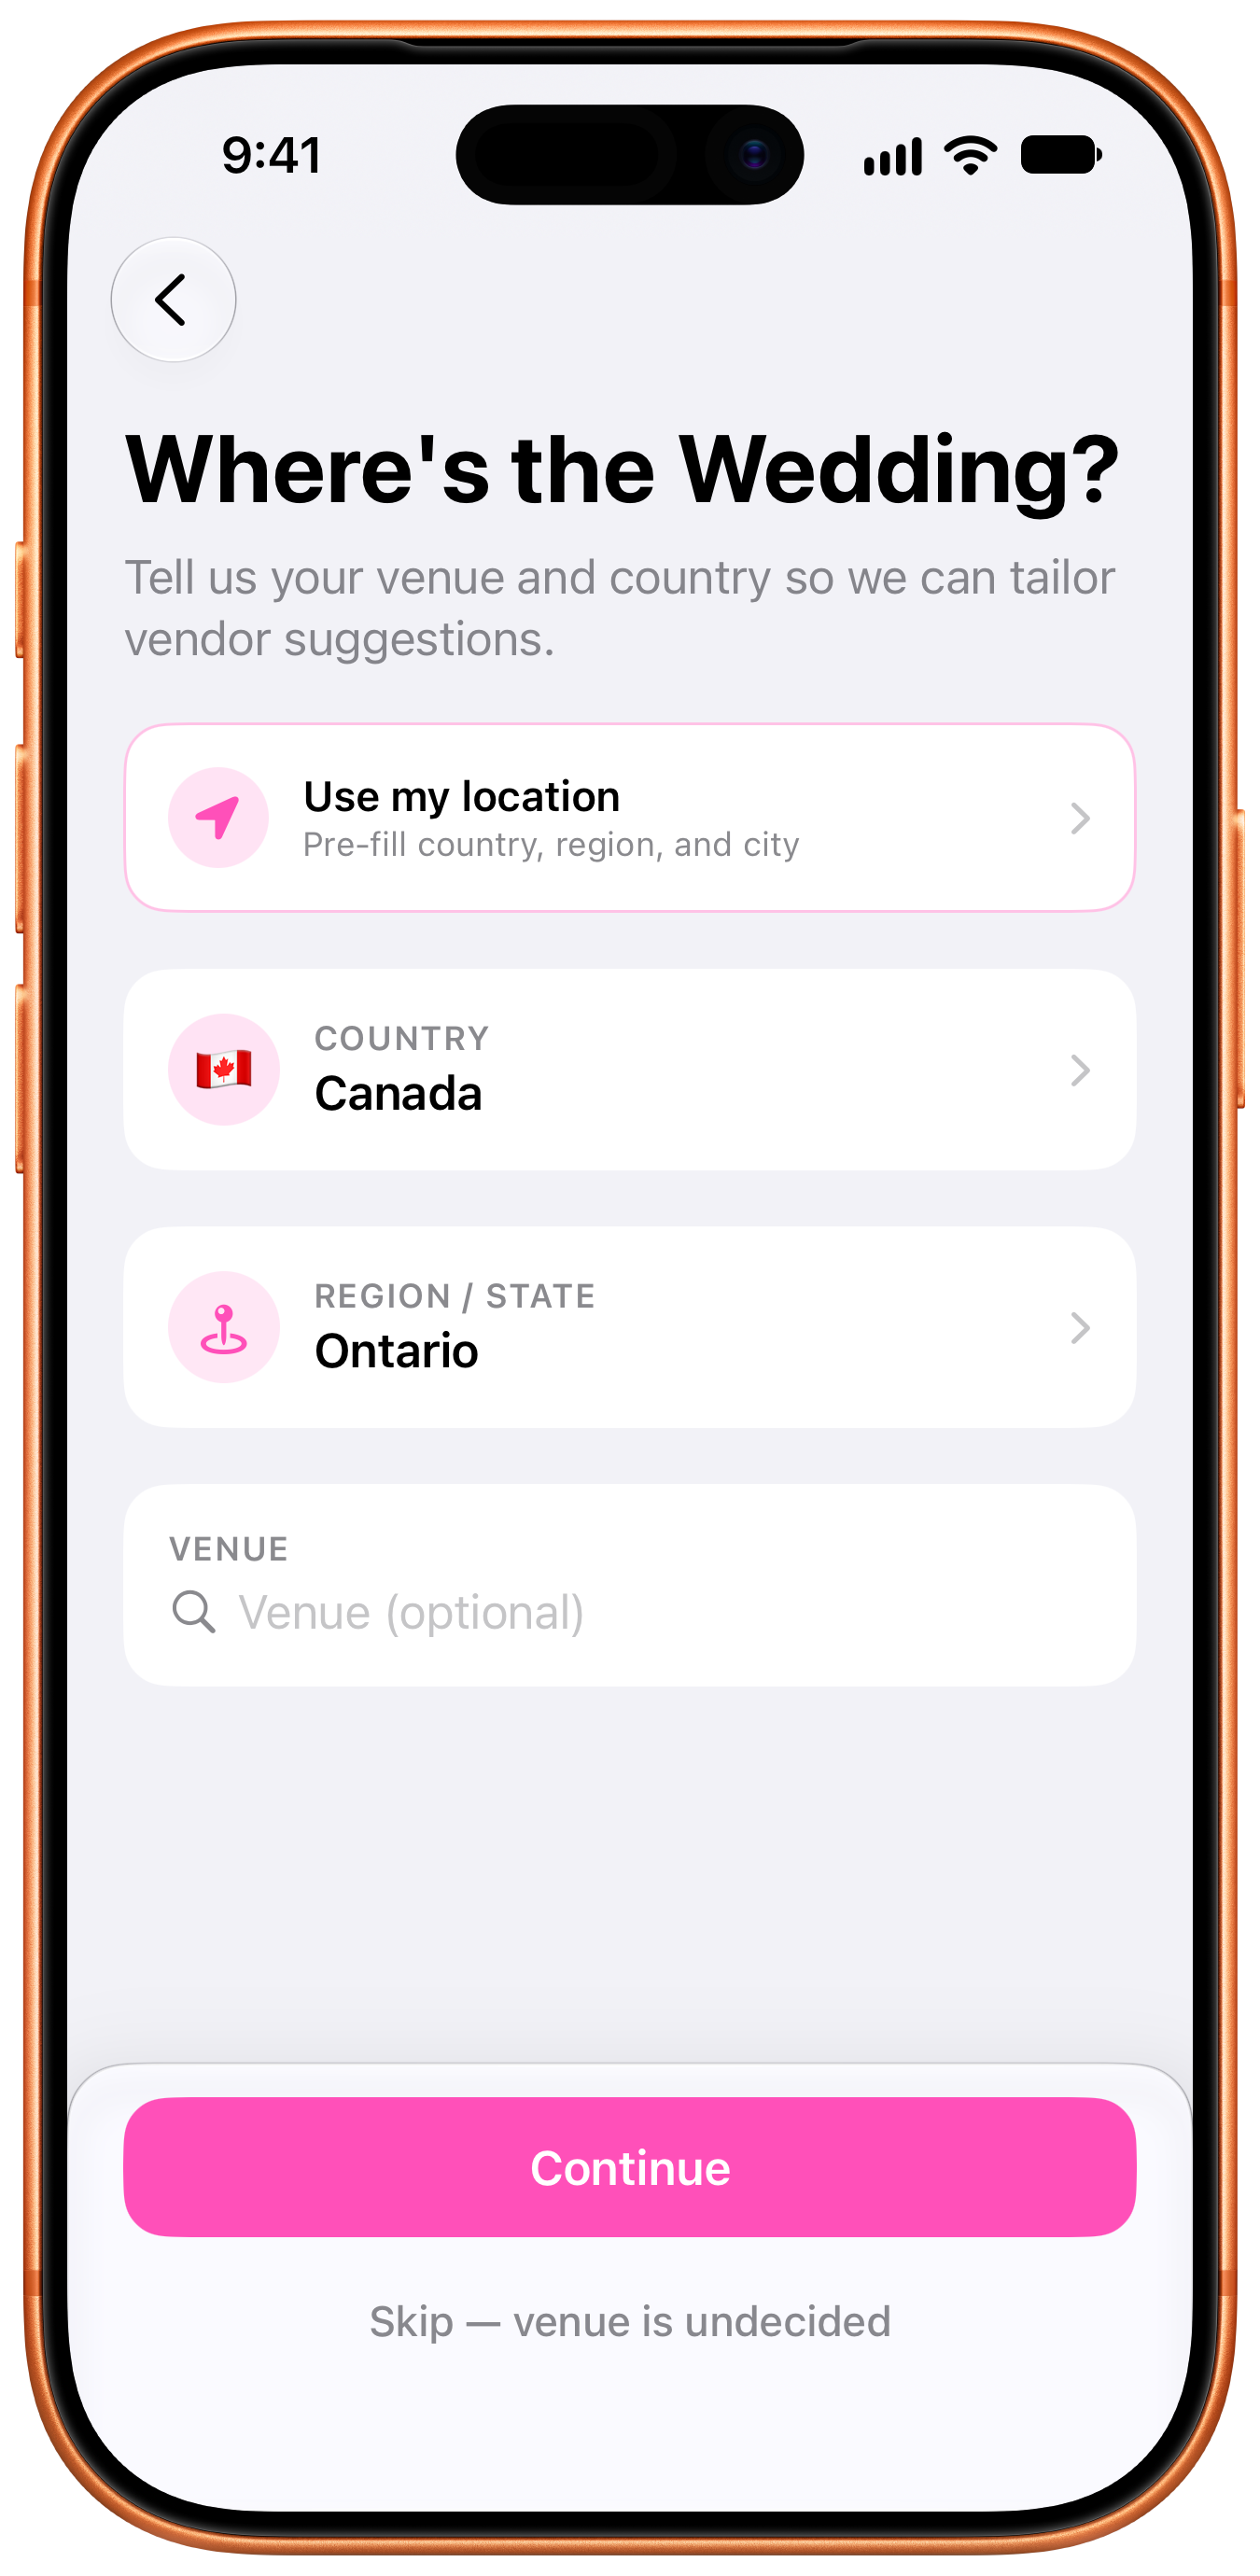 9:41
Where's the Wedding?
Tell us your venue and country so we can tailor
vendor suggestions.
Use my location
Pre-fill country, region, and city
COUNTRY
Canada
REGION / STATE
Ontario
VENUE
Venue (optional)
Continue
Skip — venue is undecided